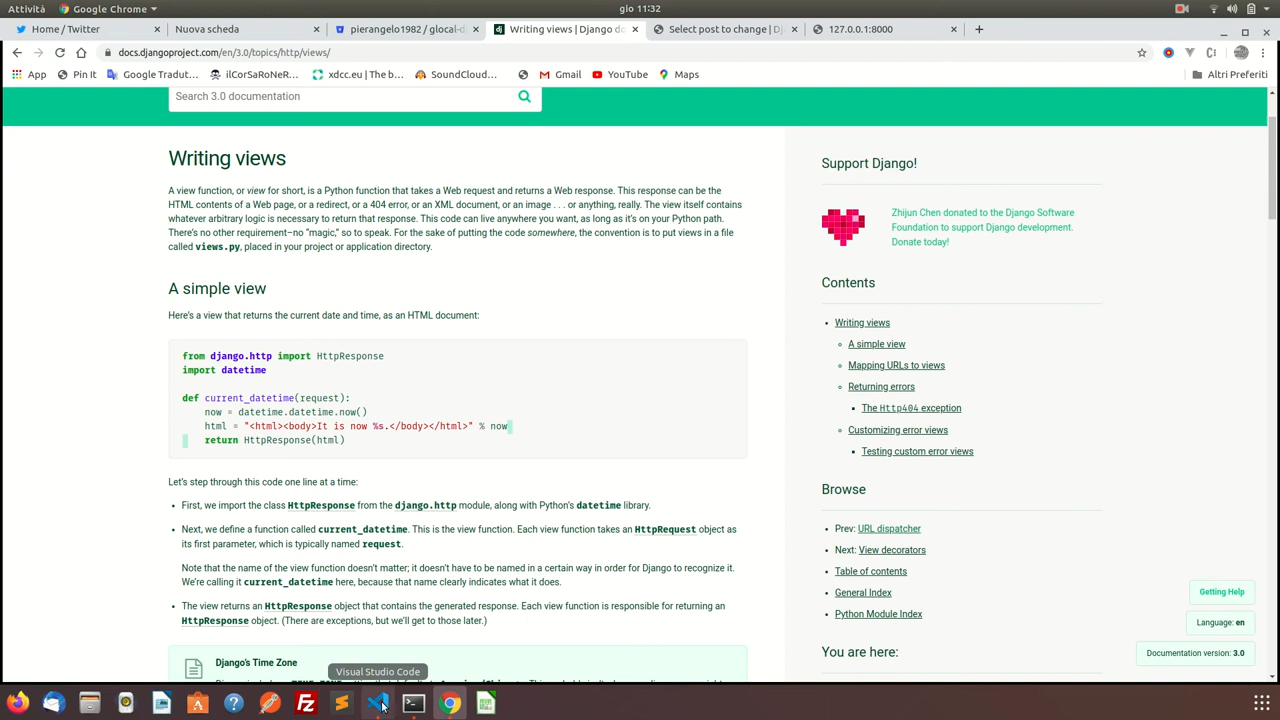 Attività
Google Chrome
gio 11:32
Home / Twitter
Nuova scheda
pierangelo1982 / glocal-d
Writing views | Django do
Select post to change | Dj
127.0.0.1:8000
docs.djangoproject.com/en/3.0/topics/http/views/
App
Pin It
Google Tradut...
ilCorSaRoNeR...
xdcc.eu | The b...
SoundCloud...
Gmail
YouTube
Maps
Altri Preferiti
Search 3.0 documentation
Writing views
A view function, or view for short, is a Python function that takes a Web request and returns a Web response. This response can be the
HTML contents of a Web page, or a redirect, or a 404 error, or an XML document, or an image . . . or anything, really. The view itself contains
whatever arbitrary logic is necessary to return that response. This code can live anywhere you want, as long as it's on your Python path.
There's no other requirement–no "magic," so to speak. For the sake of putting the code somewhere, the convention is to put views in a file
called views.py, placed in your project or application directory.
A simple view
Here's a view that returns the current date and time, as an HTML document:
from django.http import HttpResponse
import datetime
def current_datetime(request):
now = datetime.datetime.now()
html = "<html><body>It is now %s.</body></html>" % now
return HttpResponse(html)
Let's step through this code one line at a time:
First, we import the class HttpResponse from the django.http module, along with Python's datetime library.
Next, we define a function called current_datetime. This is the view function. Each view function takes an HttpRequest object as
its first parameter, which is typically named request.
Note that the name of the view function doesn't matter; it doesn't have to be named in a certain way in order for Django to recognize it.
We're calling it current_datetime here, because that name clearly indicates what it does.
The view returns an HttpResponse object that contains the generated response. Each view function is responsible for returning an
HttpResponse object. (There are exceptions, but we'll get to those later.)
Django's Time Zone
Support Django!
Zhijun Chen donated to the Django Software
Foundation to support Django development.
Donate today!
Contents
Writing views
A simple view
Mapping URLs to views
Returning errors
The Http404 exception
Customizing error views
Testing custom error views
Browse
Prev: URL dispatcher
Next: View decorators
Table of contents
General Index
Python Module Index
You are here:
Getting Help
Language: en
Documentation version: 3.0
Visual Studio Code